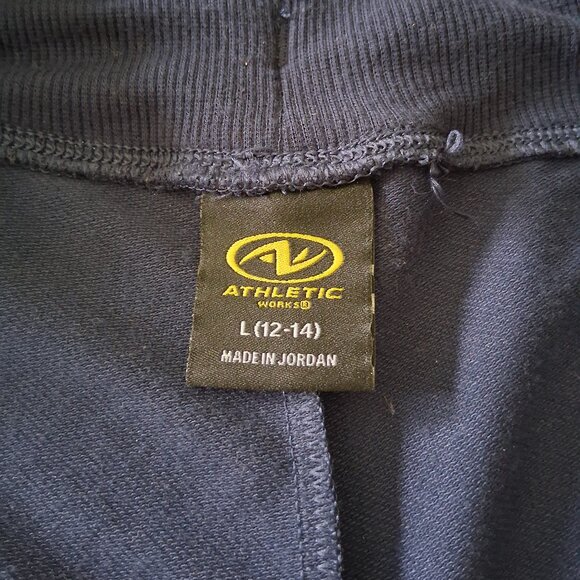 AW
ATHLETIC
WORKS®
L (12-14)
MADE IN JORDAN